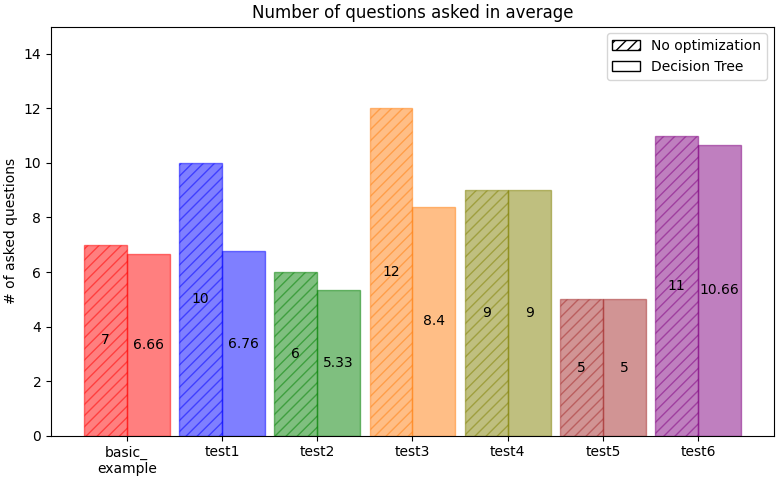 Number of questions asked in average
No optimization
Decision Tree
# of asked questions
14
12
10
8
6
4
2
0
7
6.66
10
6.76
6
5.33
12
8.4
9
9
5
5
11
10.66
basic_
example
test1
test2
test3
test4
test5
test6